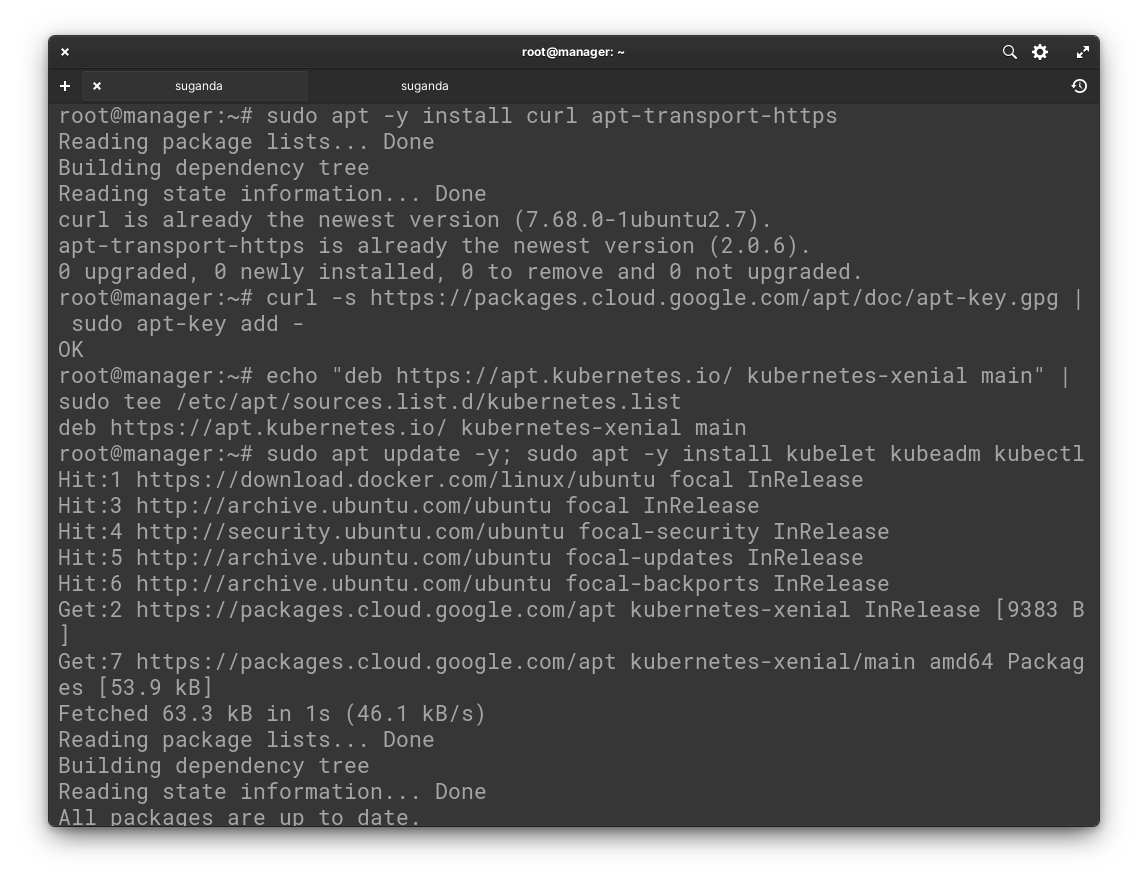 root@manager: ~
suganda
suganda
root@manager:~# sudo apt -y install curl apt-transport-https
Reading package lists... Done
Building dependency tree
Reading state information... Done
curl is already the newest version (7.68.0-1ubuntu2.7).
apt-transport-https is already the newest version (2.0.6).
0 upgraded, 0 newly installed, 0 to remove and 0 not upgraded.
root@manager:~# curl -s https://packages.cloud.google.com/apt/doc/apt-key.gpg |
 sudo apt-key add -
OK
root@manager:~# echo "deb https://apt.kubernetes.io/ kubernetes-xenial main" |
sudo tee /etc/apt/sources.list.d/kubernetes.list
deb https://apt.kubernetes.io/ kubernetes-xenial main
root@manager:~# sudo apt update -y; sudo apt -y install kubelet kubeadm kubectl
Hit:1 https://download.docker.com/linux/ubuntu focal InRelease
Hit:3 http://archive.ubuntu.com/ubuntu focal InRelease
Hit:4 http://security.ubuntu.com/ubuntu focal-security InRelease
Hit:5 http://archive.ubuntu.com/ubuntu focal-updates InRelease
Hit:6 http://archive.ubuntu.com/ubuntu focal-backports InRelease
Get:2 https://packages.cloud.google.com/apt kubernetes-xenial InRelease [9383 B
]
Get:7 https://packages.cloud.google.com/apt kubernetes-xenial/main amd64 Packag
es [53.9 kB]
Fetched 63.3 kB in 1s (46.1 kB/s)
Reading package lists... Done
Building dependency tree
Reading state information... Done
All packages are up to date.